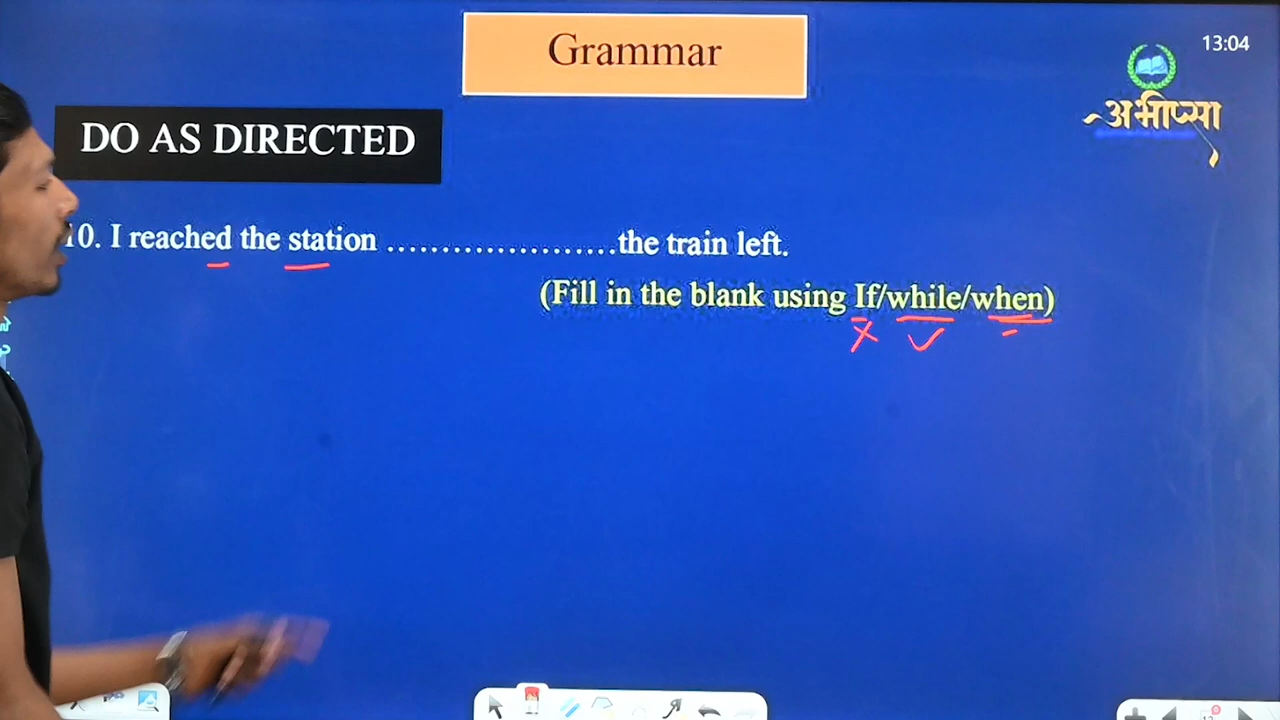 Grammar
13:04
अभीप्सा
DO AS DIRECTED
10. I reached the station .....................the train left.
(Fill in the blank using If/while/when)